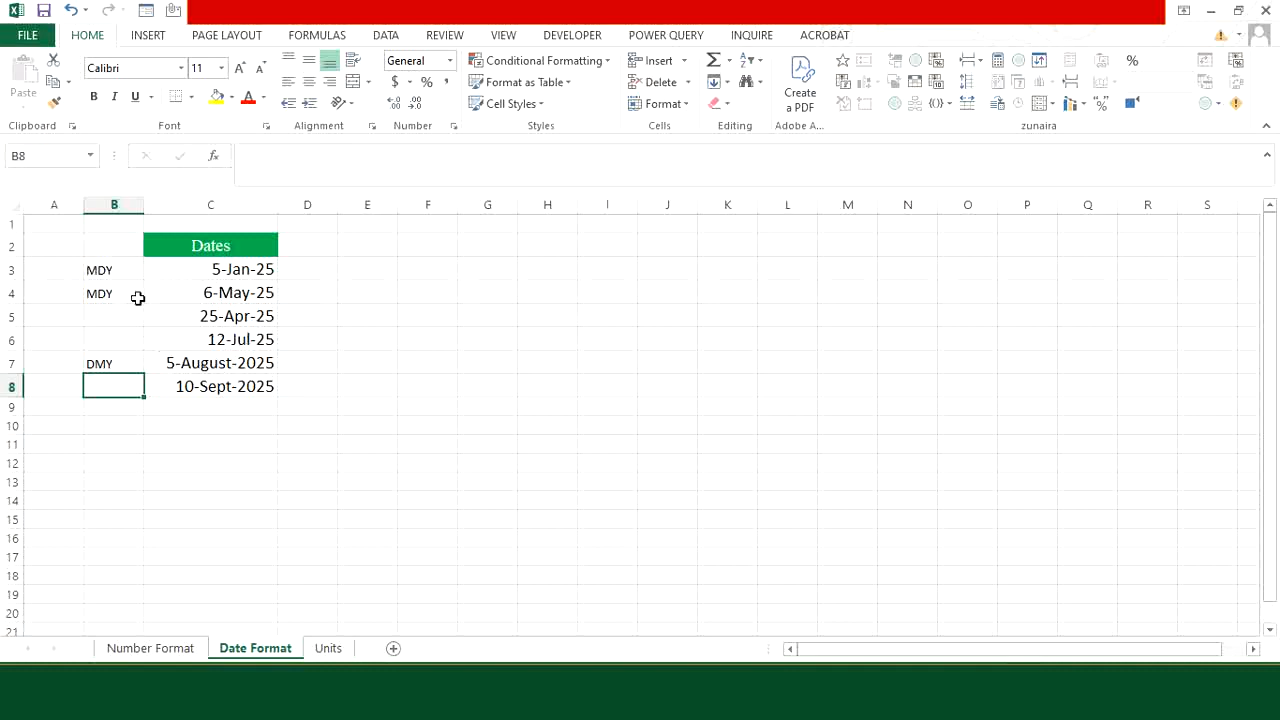 FILE HOME INSERT PAGE LAYOUT FORMULAS DATA REVIEW VIEW DEVELOPER POWER QUERY INQUIRE ACROBAT
Paste Calibri 11 General Conditional Formatting Insert Create
Format as Table Delete a PDF
B I U $ % , Cell Styles Format
Clipboard Font Alignment Number Styles Cells Editing Adobe A... zunaira
B8 fx
A B C D E F G H I J K L M N O P Q R S
1
2 Dates
3 MDY 5-Jan-25
4 MDY 6-May-25
5 25-Apr-25
6 12-Jul-25
7 DMY 5-August-2025
8 10-Sept-2025
9
10
11
12
13
14
15
16
17
18
19
20
21
Number Format Date Format Units